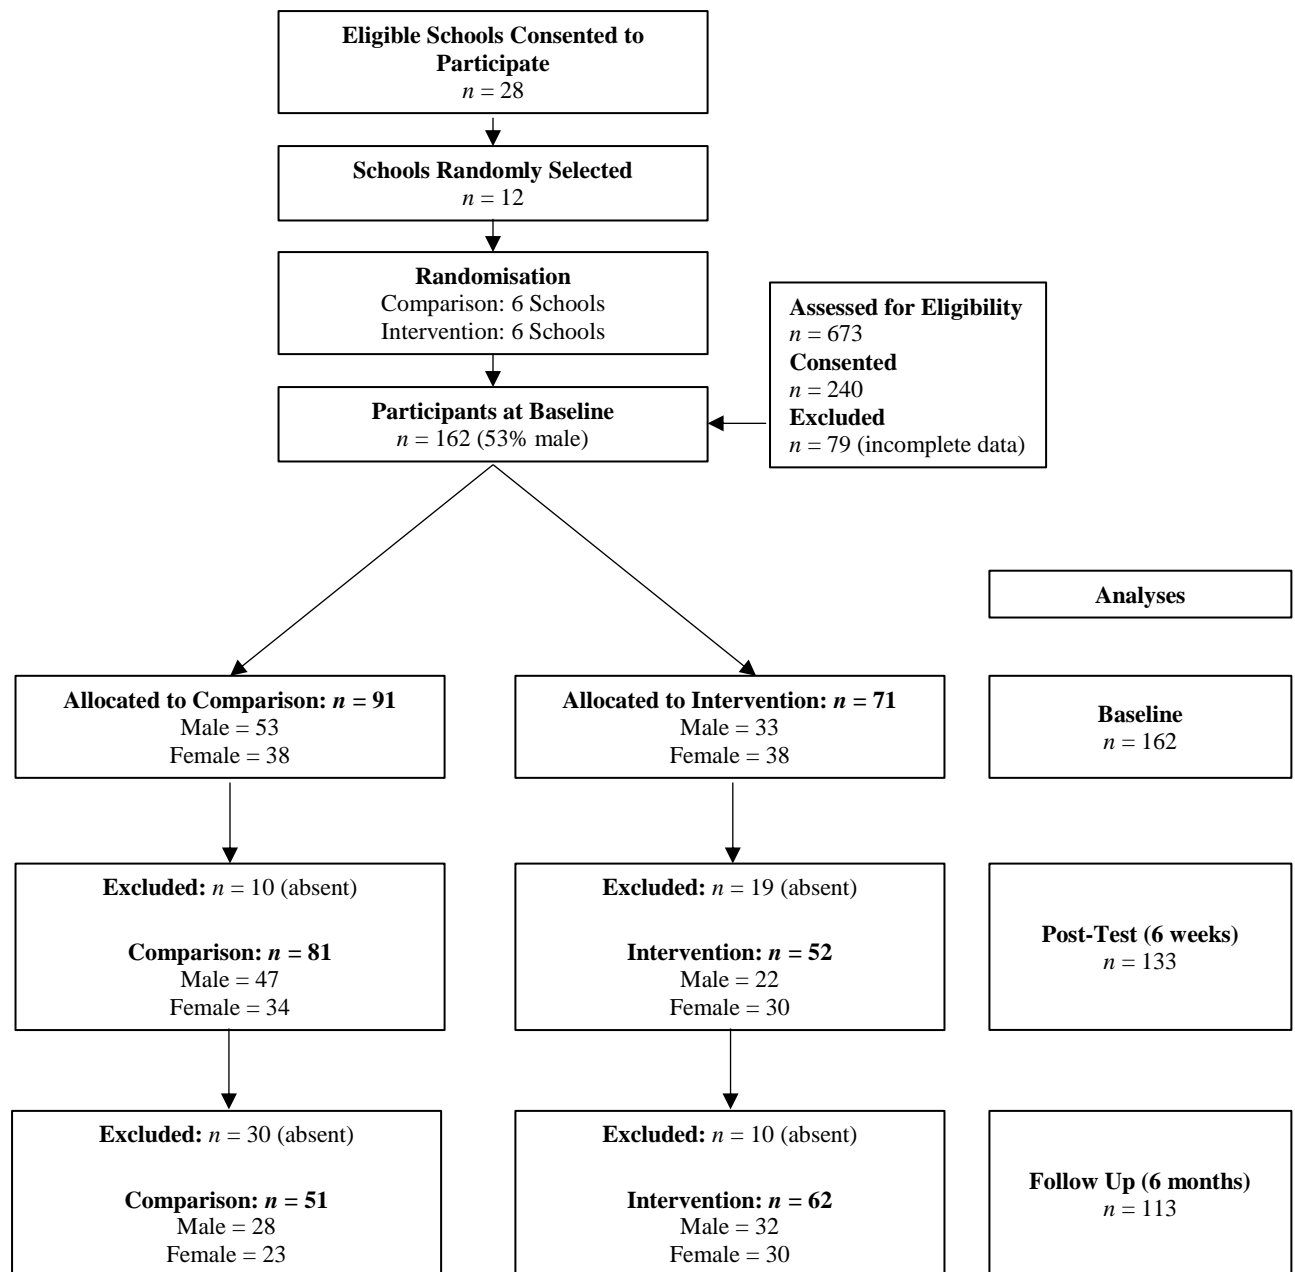 Eligible Schools Consented to
Participate
n = 28
Schools Randomly Selected
n = 12
Randomisation
Comparison: 6 Schools
Intervention: 6 Schools
Assessed for Eligibility
n = 673
Consented
n = 240
Excluded
n = 79 (incomplete data)
Participants at Baseline
n = 162 (53% male)
Analyses
Allocated to Comparison: n = 91
Male = 53
Female = 38
Allocated to Intervention: n = 71
Male = 33
Female = 38
Baseline
n = 162
Excluded: n = 10 (absent)
Comparison: n = 81
Male = 47
Female = 34
Excluded: n = 19 (absent)
Intervention: n = 52
Male = 22
Female = 30
Post-Test (6 weeks)
n = 133
Excluded: n = 30 (absent)
Comparison: n = 51
Male = 28
Female = 23
Excluded: n = 10 (absent)
Intervention: n = 62
Male = 32
Female = 30
Follow Up (6 months)
n = 113